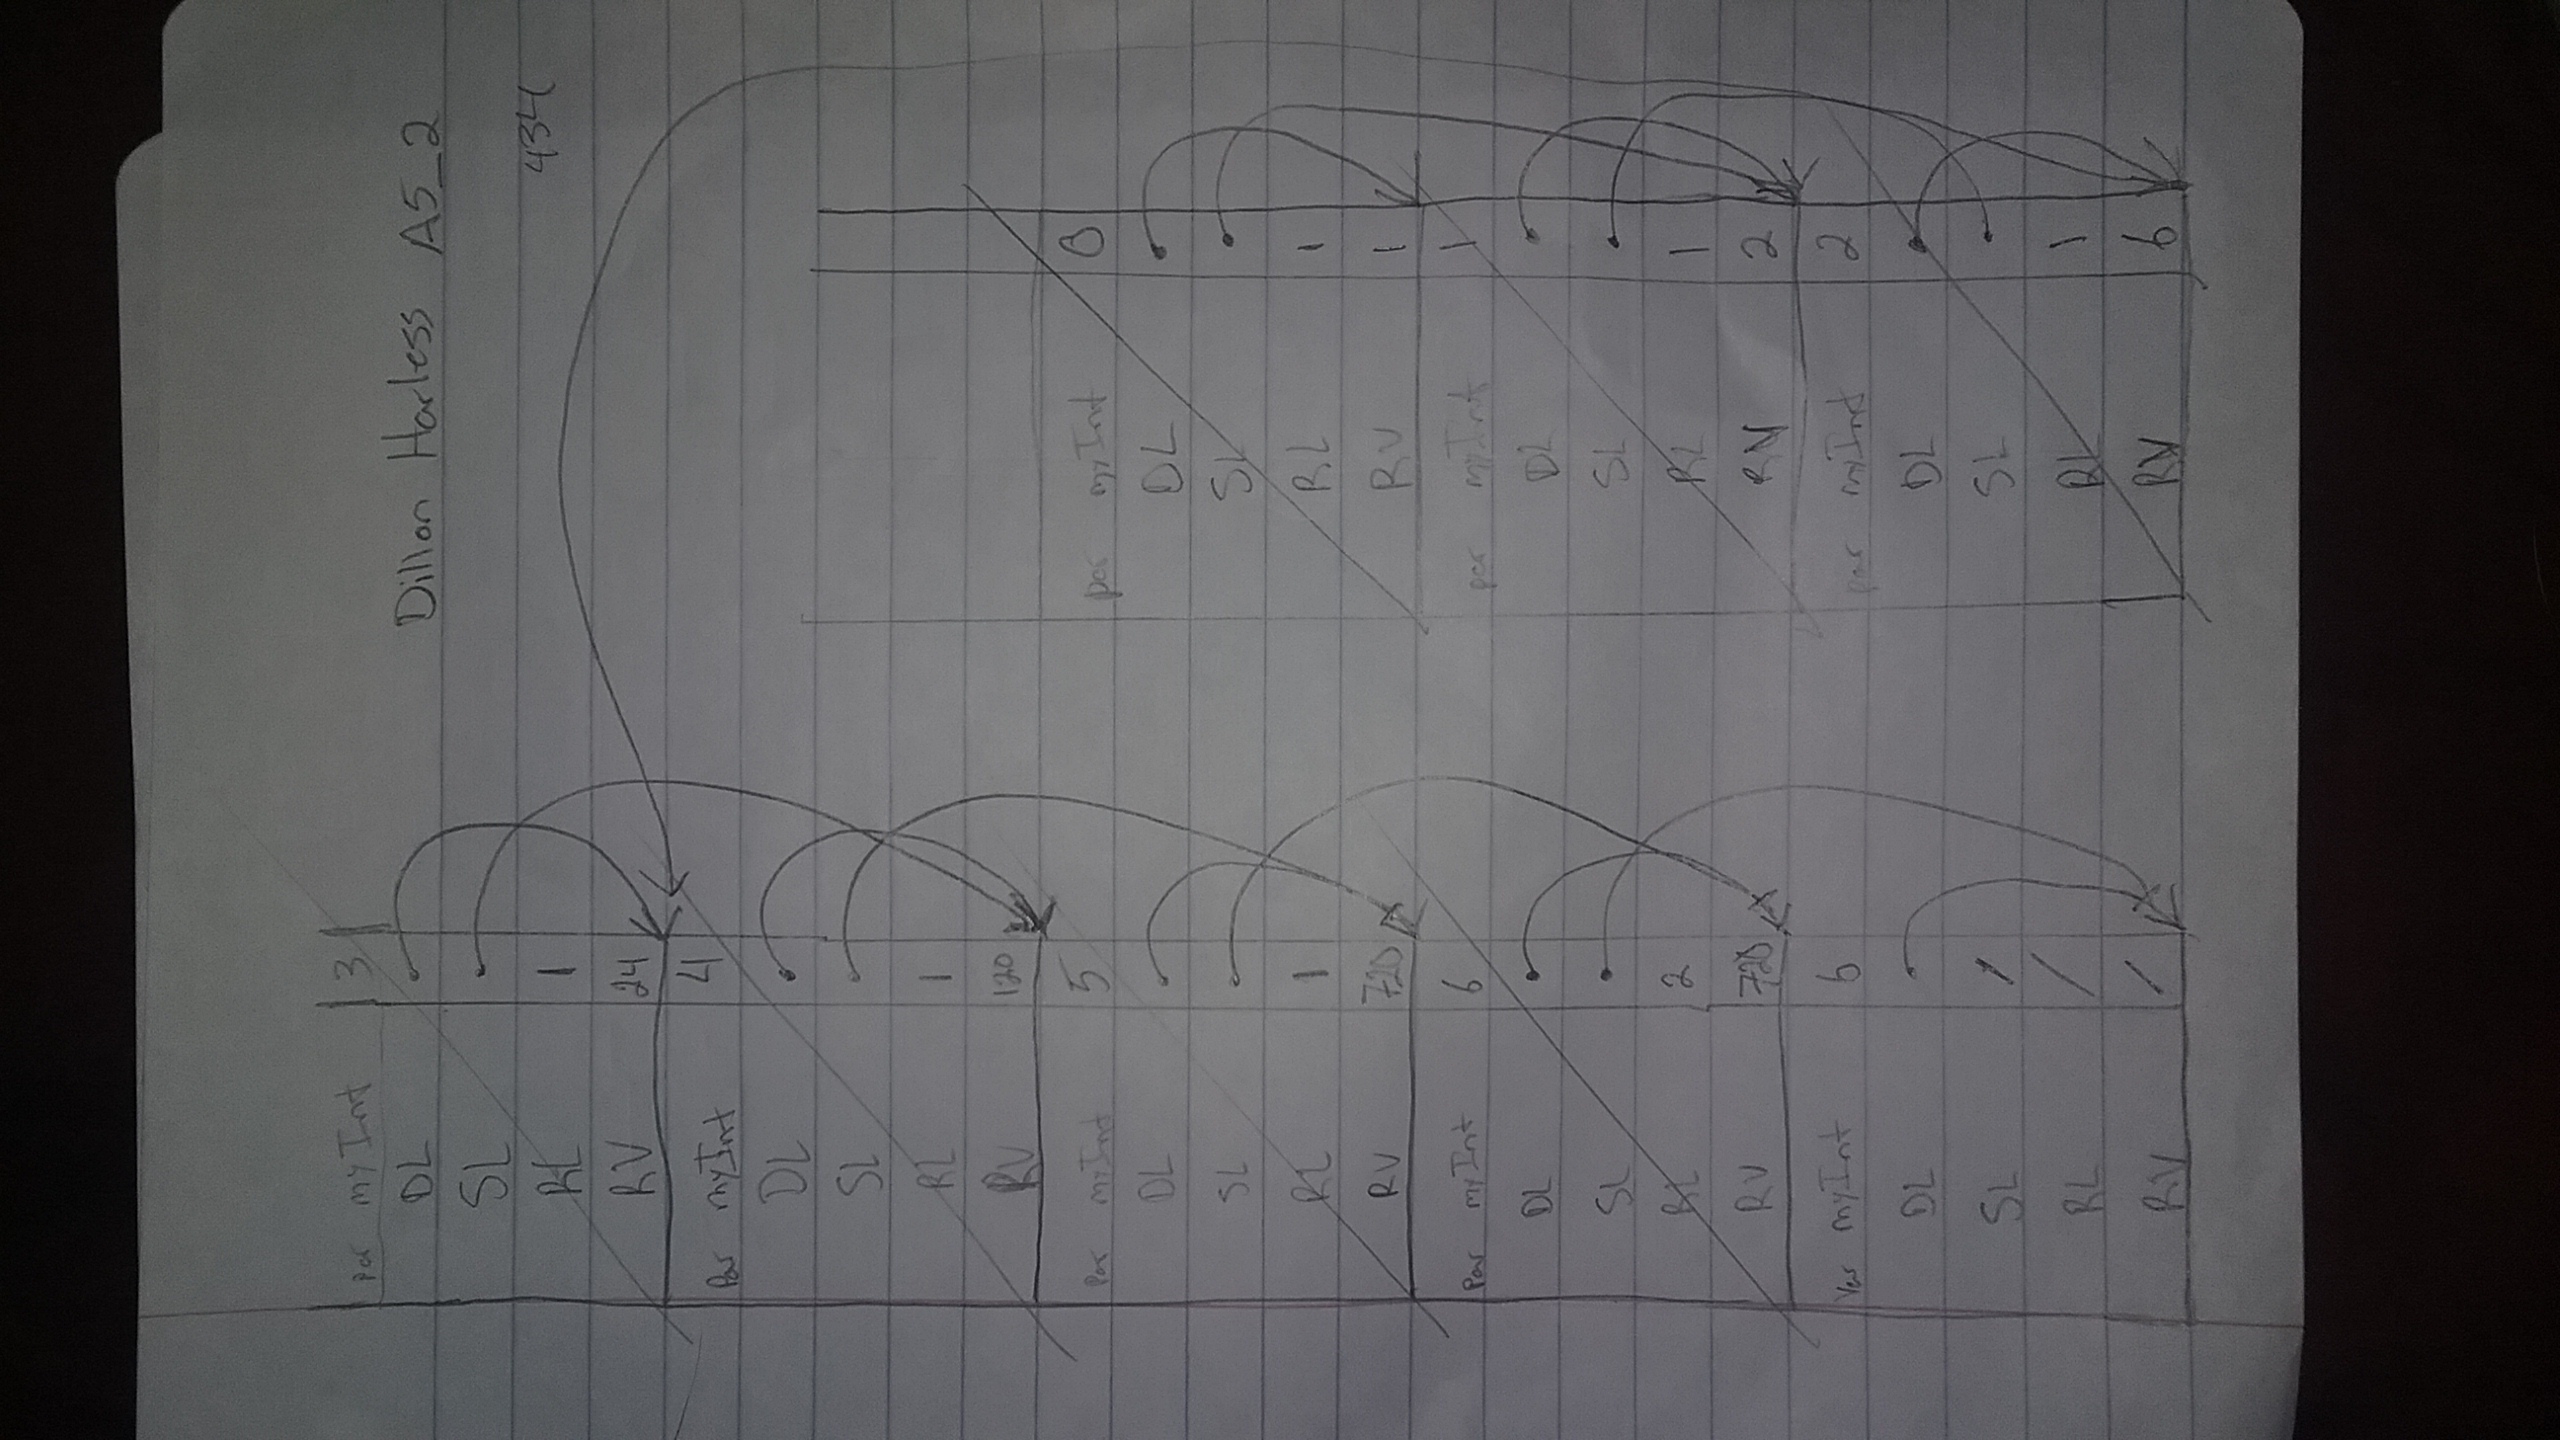 Dillon Harless A5_2
434
par myInt 3
DL
SL
RL 1
RV 24
Par myInt 4
DL
SL
RL 1
RV 120
Par myInt 5
DL
SL
RL 1
RV 720
Par myInt 6
DL
SL
RL 2
RV 720
Var myInt 6
DL
SL /
RL /
RV /
par myInt 0
DL
SL
RL 1
RV 1
par myInt 1
DL
SL
RL 1
RV 2
par myInt 2
DL
SL
RL 1
RV 6